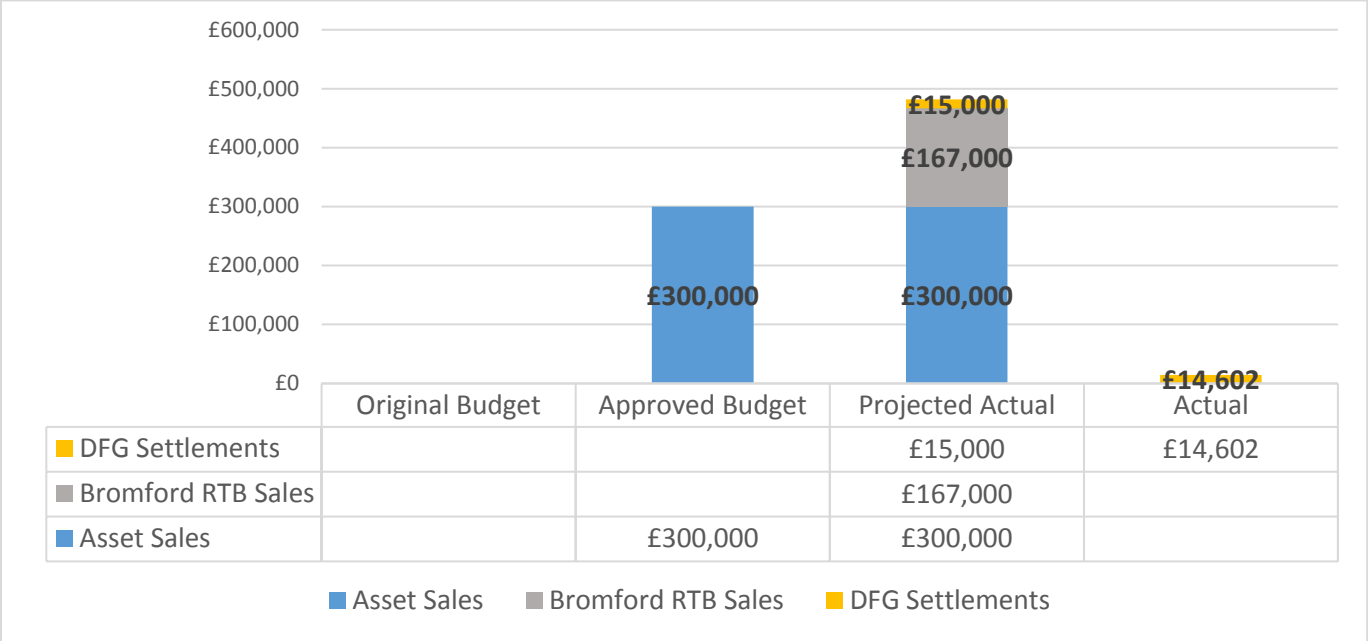 £600,000
£500,000
£400,000
£300,000
£200,000
£100,000
£0
£15,000
£167,000
£300,000
£300,000
£14,602
Original Budget Approved Budget Projected Actual Actual
DFG Settlements £15,000 £14,602
Bromford RTB Sales £167,000
Asset Sales £300,000 £300,000
Asset Sales Bromford RTB Sales DFG Settlements